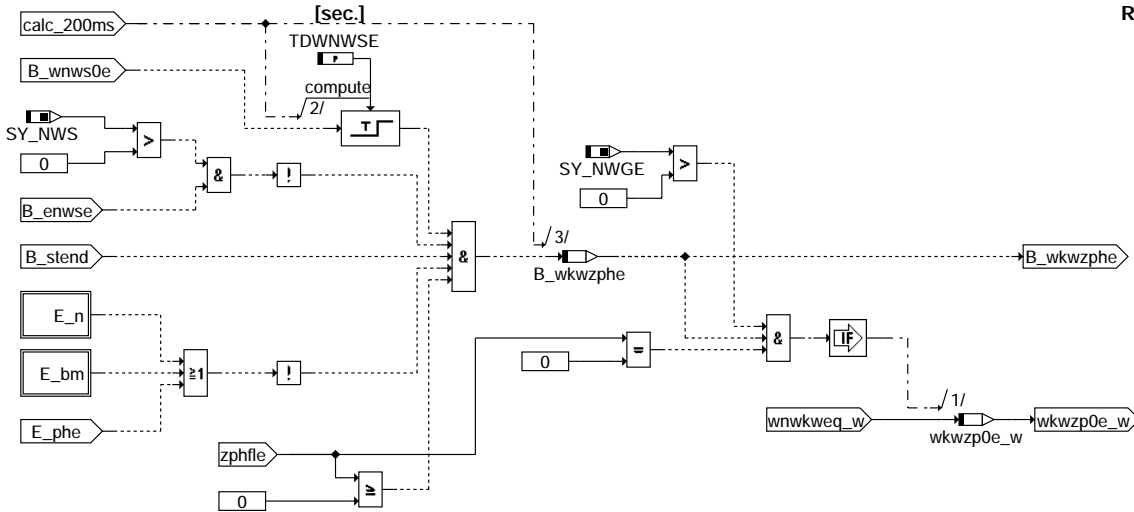 [sec.]
R
calc_200ms
TDWNWSE
P
B_wnws0e
compute
2/
T
SY_NWS
>
0
&
!
SY_NWGE
>
0
B_enwse
B_stend
&
/3/
B_wkwzphe
B_wkwzphe
E_n
E_bm
≥1
!
0
=
&
IF
E_phe
/1/
wnwkweq_w
wkwzp0e_w
wkwzp0e_w
zphfle
0
≥